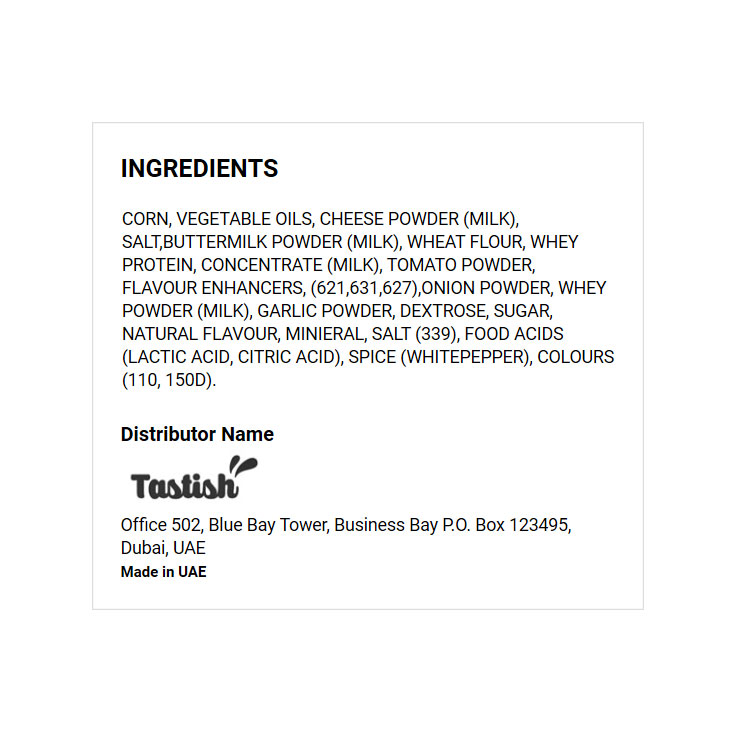 INGREDIENTS
CORN, VEGETABLE OILS, CHEESE POWDER (MILK),
SALT,BUTTERMILK POWDER (MILK), WHEAT FLOUR, WHEY
PROTEIN, CONCENTRATE (MILK), TOMATO POWDER,
FLAVOUR ENHANCERS, (621,631,627),ONION POWDER, WHEY
POWDER (MILK), GARLIC POWDER, DEXTROSE, SUGAR,
NATURAL FLAVOUR, MINIERAL, SALT (339), FOOD ACIDS
(LACTIC ACID, CITRIC ACID), SPICE (WHITEPEPPER), COLOURS
(110, 150D).
Distributor Name
Tastish
Office 502, Blue Bay Tower, Business Bay P.O. Box 123495,
Dubai, UAE
Made in UAE